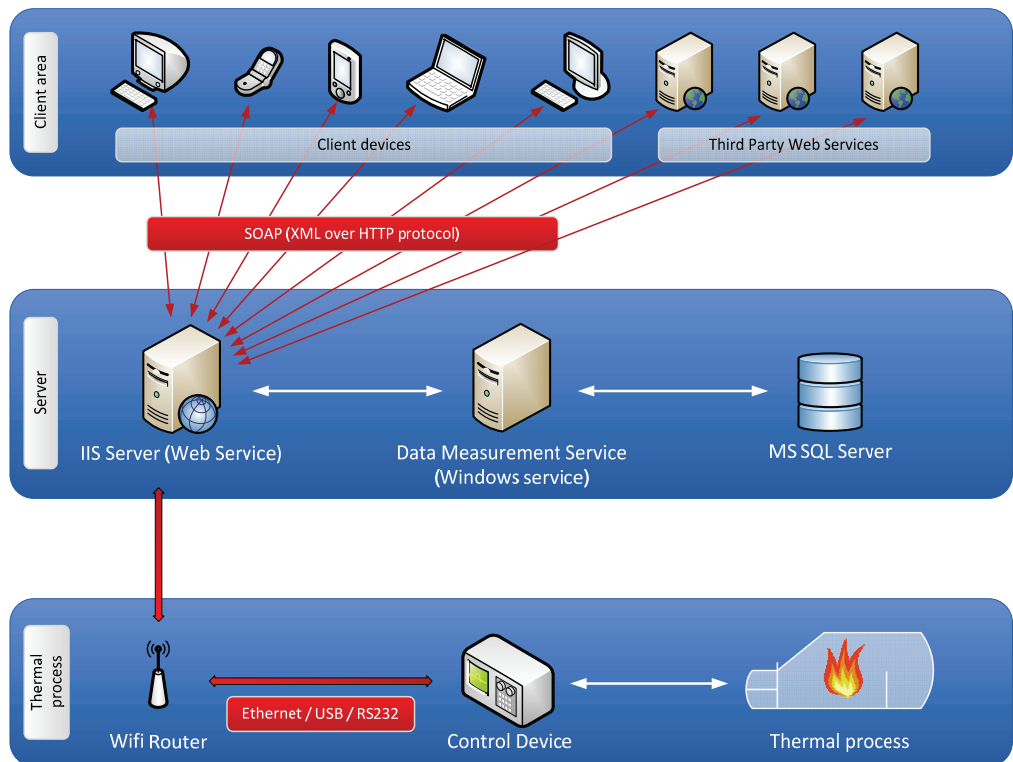 Client area
Client devices
Third Party Web Services
SOAP (XML over HTTP protocol)
Server
IIS Server (Web Service)
Data Measurement Service
(Windows service)
MS SQL Server
Thermal
process
Ethernet / USB / RS232
Wifi Router
Control Device
Thermal process